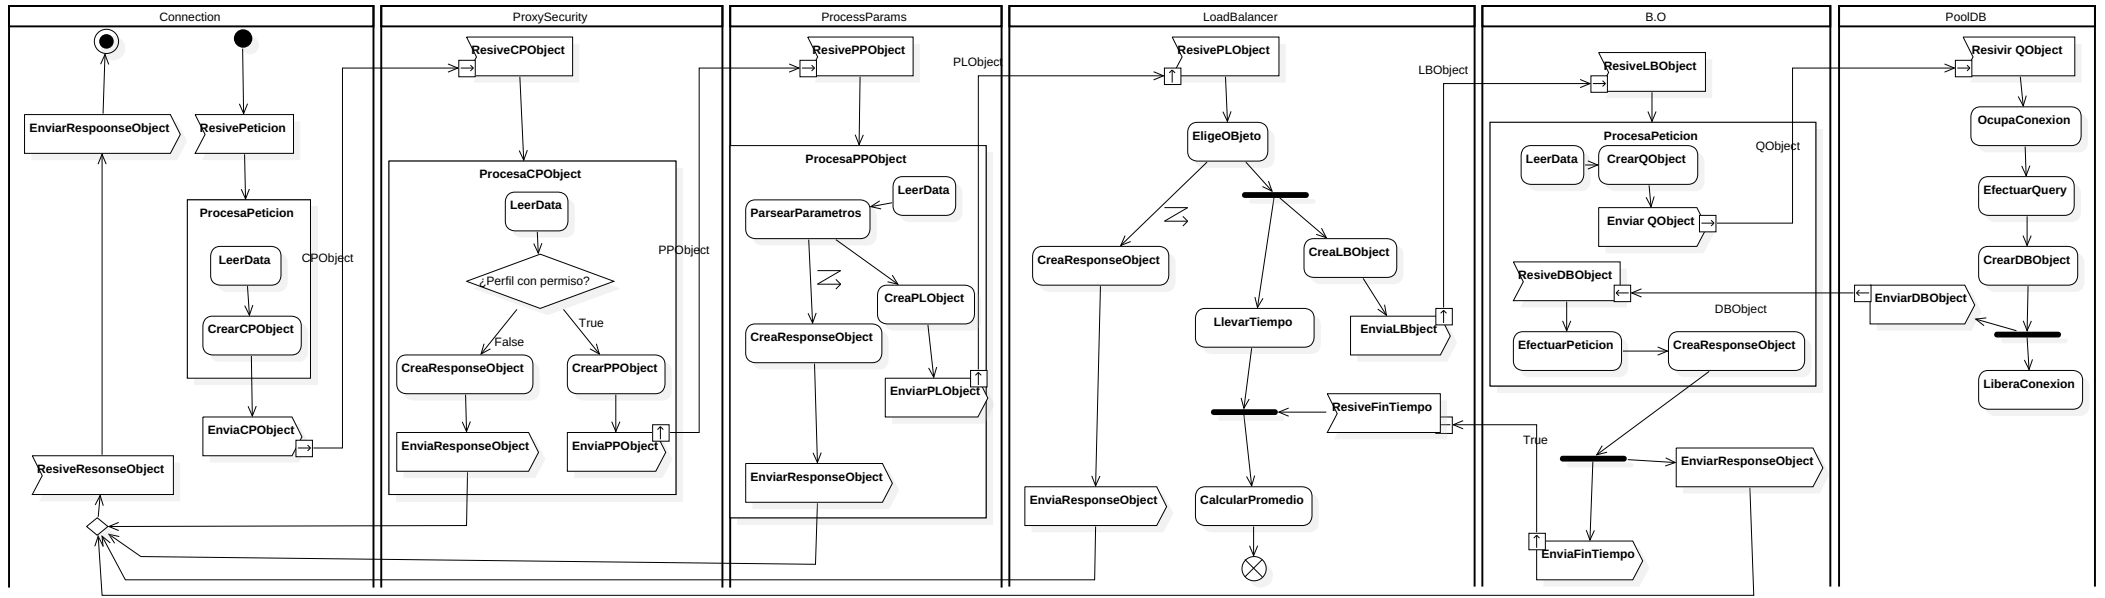 Connection
ProxySecurity
ProcessParams
LoadBalancer
B.O
PoolDB
EnviarRespoonseObject
ResivePeticion
ProcesaPeticion
LeerData
CrearCPObject
EnviaCPObject
CPObject
ResiveResonseObject
ResiveCPObject
ProcesaCPObject
LeerData
¿Perfil con permiso?
False
True
CreaResponseObject
CrearPPObject
EnviaResponseObject
EnviaPPObject
PPObject
ResivePPObject
ProcesaPPObject
LeerData
ParsearParametros
CreaPLObject
CreaResponseObject
EnviarPLObject
EnviarResponseObject
PLObject
ResivePLObject
EligeOBjeto
CreaResponseObject
CreaLBObject
LlevarTiempo
EnviaLBbject
ResiveFinTiempo
EnviaResponseObject
CalcularPromedio
LBObject
ResiveLBObject
ProcesaPeticion
LeerData
CrearQObject
Enviar QObject
QObject
ResiveDBObject
DBObject
EfectuarPeticion
CreaResponseObject
True
EnviarResponseObject
EnviaFinTiempo
Resivir QObject
OcupaConexion
EfectuarQuery
CrearDBObject
EnviarDBObject
LiberaConexion